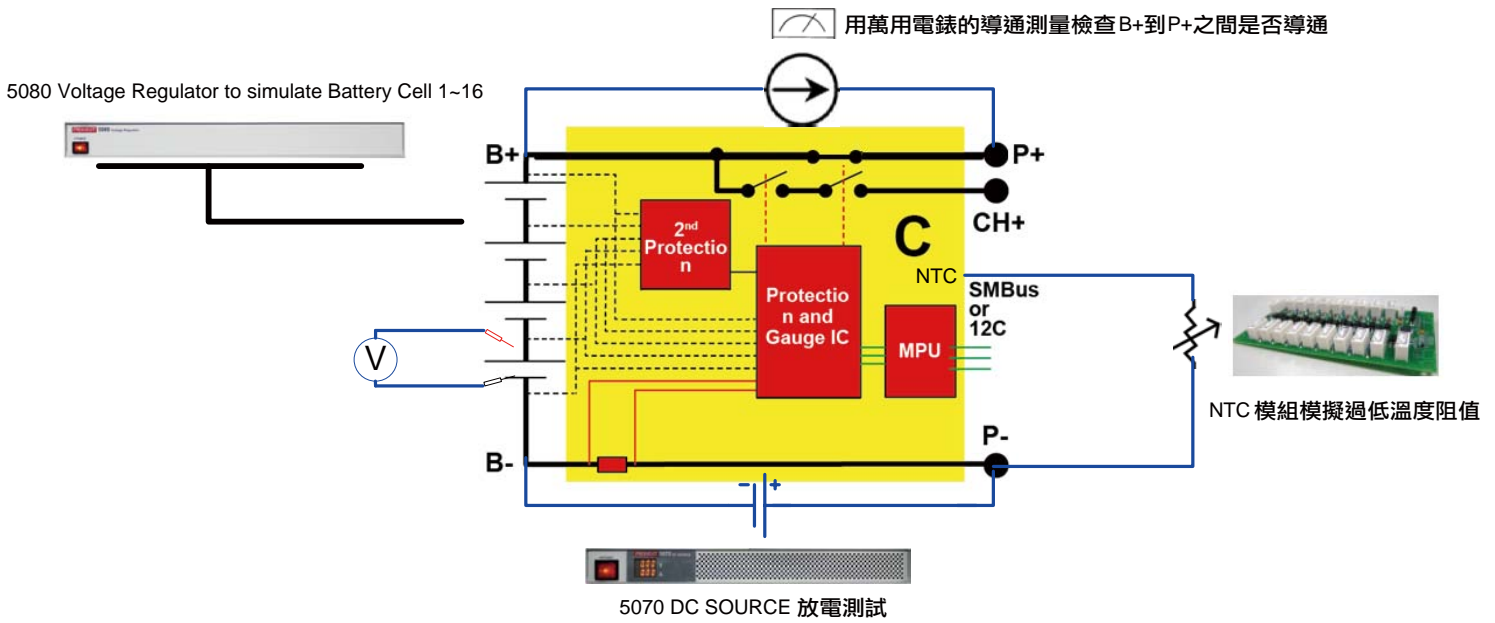 用萬用電錶的導通測量檢查B+到P+之間是否導通
5080 Voltage Regulator to simulate Battery Cell 1~16
5080 Voltage Regulator
B+
P+
CH+
2nd
Protectio
n
C
NTC
SMBus
or
12C
Protectio
n and
Gauge IC
MPU
V
NTC 模組模擬過低溫度阻值
P-
B-
-
+
5070 DC SOURCE 放電測試